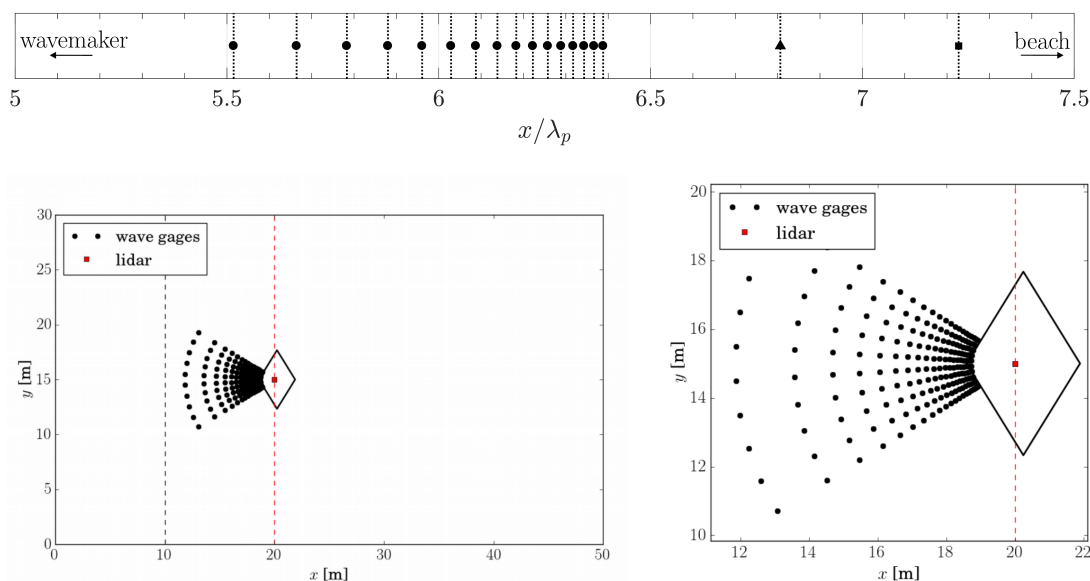 wavemaker
beach
5 5.5 6 6.5 7 7.5
x/λp
30
25
20
15
10
5
0
y [m]
wave gages
lidar
0 10 20 30 40 50
x [m]
20
18
16
14
12
10
y [m]
wave gages
lidar
12 14 16 18 20 22
x [m]